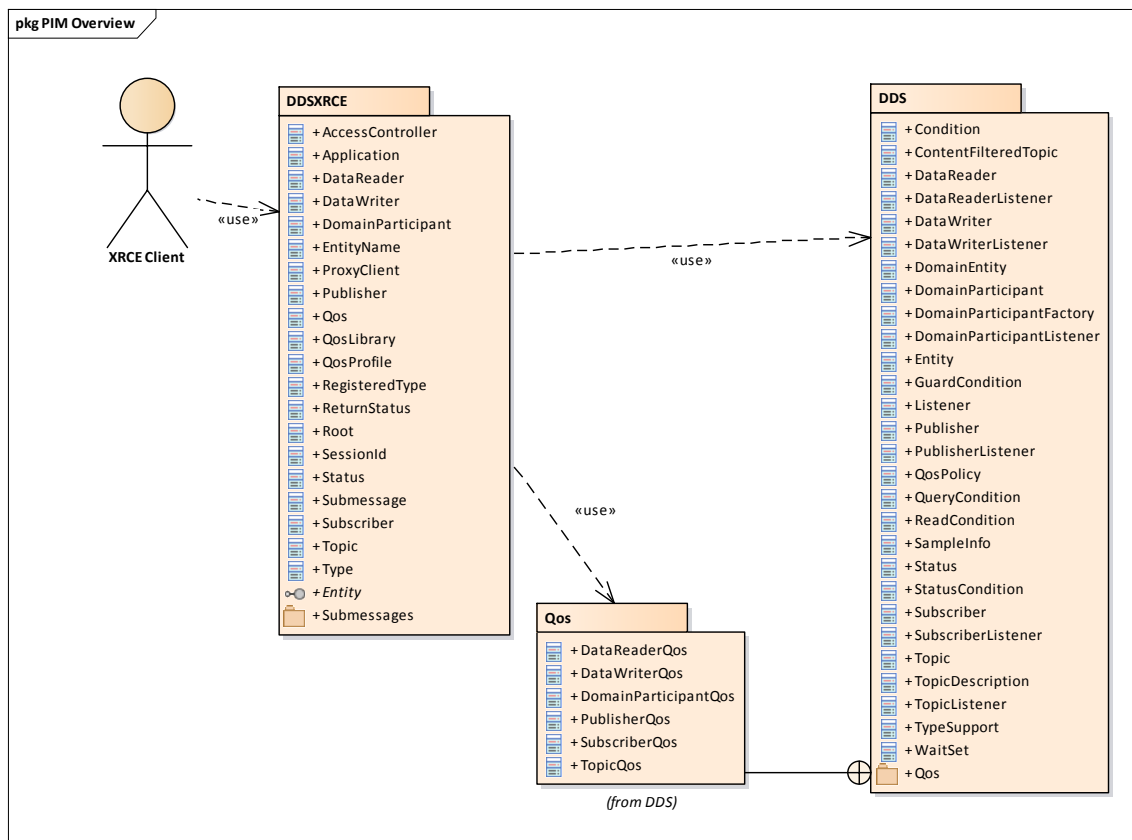 pkg PIM Overview
XRCE Client
«use»
DDSXRCE
+AccessController
+Application
+DataReader
+DataWriter
+DomainParticipant
+EntityName
+ProxyClient
+Publisher
+Qos
+QosLibrary
+QosProfile
+RegisteredType
+ReturnStatus
+Root
+SessionId
+Status
+Submessage
+Subscriber
+Topic
+Type
+Entity
+Submessages
«use»
«use»
Qos
+DataReaderQos
+DataWriterQos
+DomainParticipantQos
+PublisherQos
+SubscriberQos
+TopicQos
(from DDS)
DDS
+Condition
+ContentFilteredTopic
+DataReader
+DataReaderListener
+DataWriter
+DataWriterListener
+DomainEntity
+DomainParticipant
+DomainParticipantFactory
+DomainParticipantListener
+Entity
+GuardCondition
+Listener
+Publisher
+PublisherListener
+QosPolicy
+QueryCondition
+ReadCondition
+SampleInfo
+Status
+StatusCondition
+Subscriber
+SubscriberListener
+Topic
+TopicDescription
+TopicListener
+TypeSupport
+WaitSet
+Qos